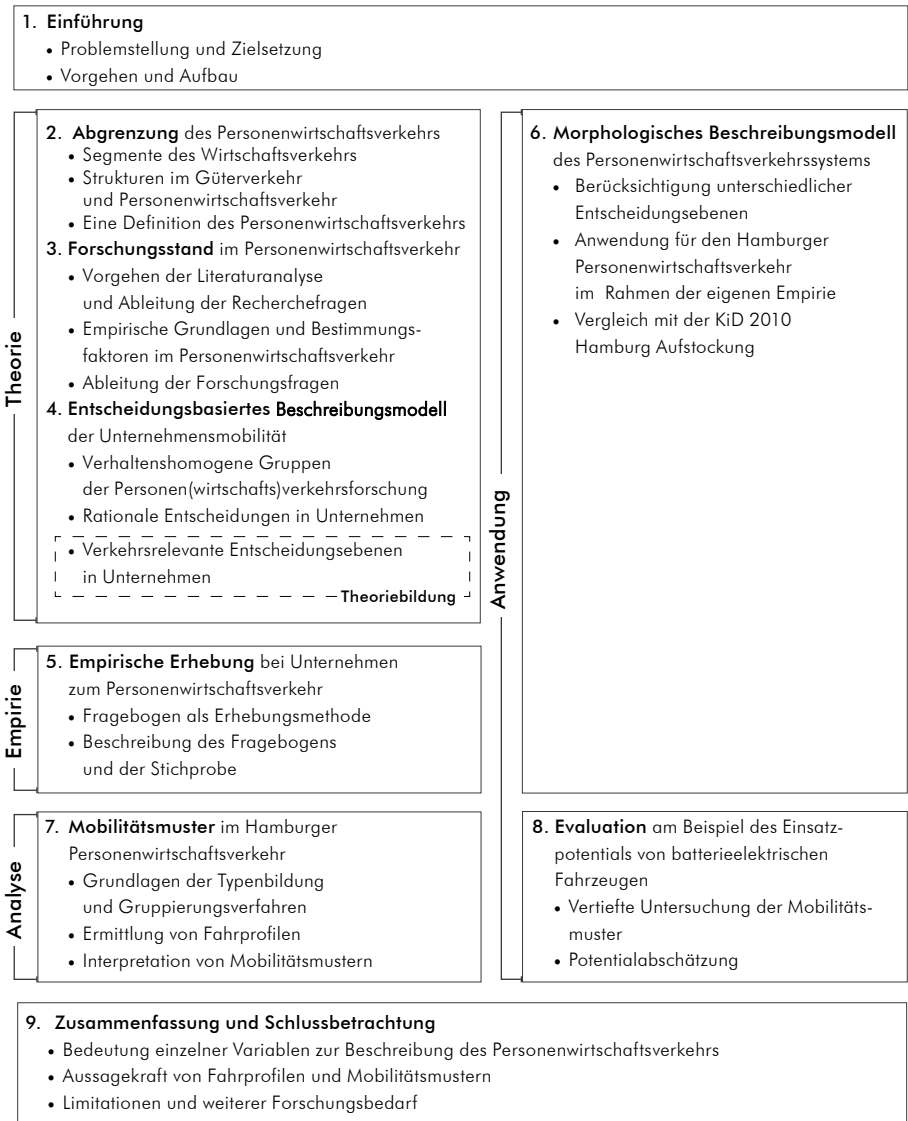 1. Einführung
• Problemstellung und Zielsetzung
• Vorgehen und Aufbau
Theorie
2. Abgrenzung des Personenwirtschaftsverkehrs
• Segmente des Wirtschaftsverkehrs
• Strukturen im Güterverkehr
und Personenwirtschaftsverkehr
• Eine Definition des Personenwirtschaftsverkehrs
3. Forschungsstand im Personenwirtschaftsverkehr
• Vorgehen der Literaturanalyse
und Ableitung der Recherchefragen
• Empirische Grundlagen und Bestimmungs-
faktoren im Personenwirtschaftsverkehr
• Ableitung der Forschungsfragen
4. Entscheidungsbasiertes Beschreibungsmodell
der Unternehmensmobilität
• Verhaltenshomogene Gruppen
der Personen(wirtschafts)verkehrsforschung
• Rationale Entscheidungen in Unternehmen
• Verkehrsrelevante Entscheidungsebenen
in Unternehmen
Theoriebildung
Empirie
5. Empirische Erhebung bei Unternehmen
zum Personenwirtschaftsverkehr
• Fragebogen als Erhebungsmethode
• Beschreibung des Fragebogens
und der Stichprobe
Anwendung
6. Morphologisches Beschreibungsmodell
des Personenwirtschaftsverkehrssystems
• Berücksichtigung unterschiedlicher
Entscheidungsebenen
• Anwendung für den Hamburger
Personenwirtschaftsverkehr
im Rahmen der eigenen Empirie
• Vergleich mit der KiD 2010
Hamburg Aufstockung
Analyse
7. Mobilitätsmuster im Hamburger
Personenwirtschaftsverkehr
• Grundlagen der Typenbildung
und Gruppierungsverfahren
• Ermittlung von Fahrprofilen
• Interpretation von Mobilitätsmustern
8. Evaluation am Beispiel des Einsatz-
potentials von batterieelektrischen
Fahrzeugen
• Vertiefte Untersuchung der Mobilitäts-
muster
• Potentialabschätzung
9. Zusammenfassung und Schlussbetrachtung
• Bedeutung einzelner Variablen zur Beschreibung des Personenwirtschaftsverkehrs
• Aussagekraft von Fahrprofilen und Mobilitätsmustern
• Limitationen und weiterer Forschungsbedarf